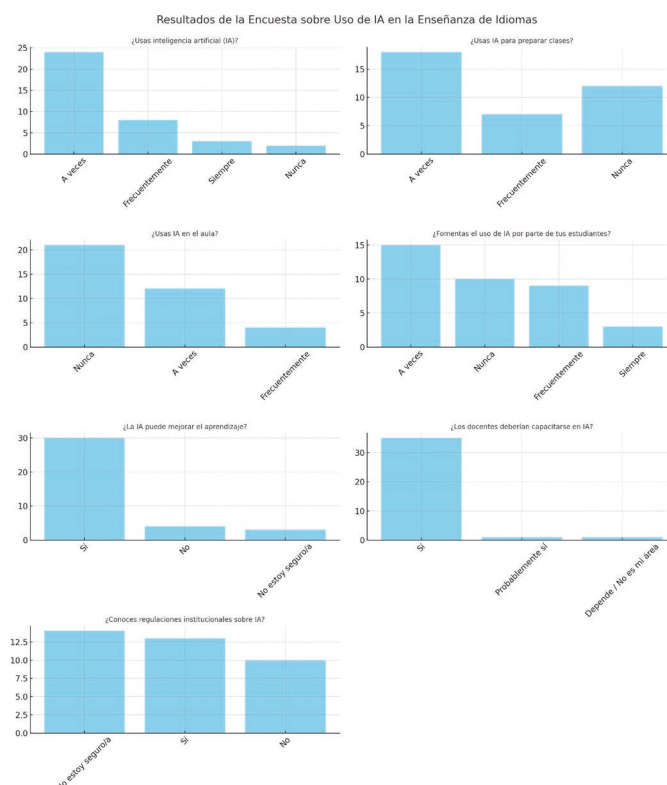 Resultados de la Encuesta sobre Uso de IA en la Enseñanza de Idiomas
¿Usas inteligencia artificial (IA)?
25
20
15
10
5
0
A veces
Frecuentemente
Siempre
Nunca
¿Usas IA para preparar clases?
15
10
5
0
A veces
Frecuentemente
Nunca
¿Usas IA en el aula?
20
15
10
5
0
Nunca
A veces
Frecuentemente
¿Fomentas el uso de IA por parte de tus estudiantes?
15
10
5
0
A veces
Nunca
Frecuentemente
Siempre
¿La IA puede mejorar el aprendizaje?
30
20
10
0
Sí
No
No estoy seguro/a
¿Los docentes deberían capacitarse en IA?
30
20
10
0
Sí
Probablemente sí
Depende / No es mi área
¿Conoces regulaciones institucionales sobre IA?
12.5
10.0
7.5
5.0
2.5
0.0
estoy seguro/a
Sí
No